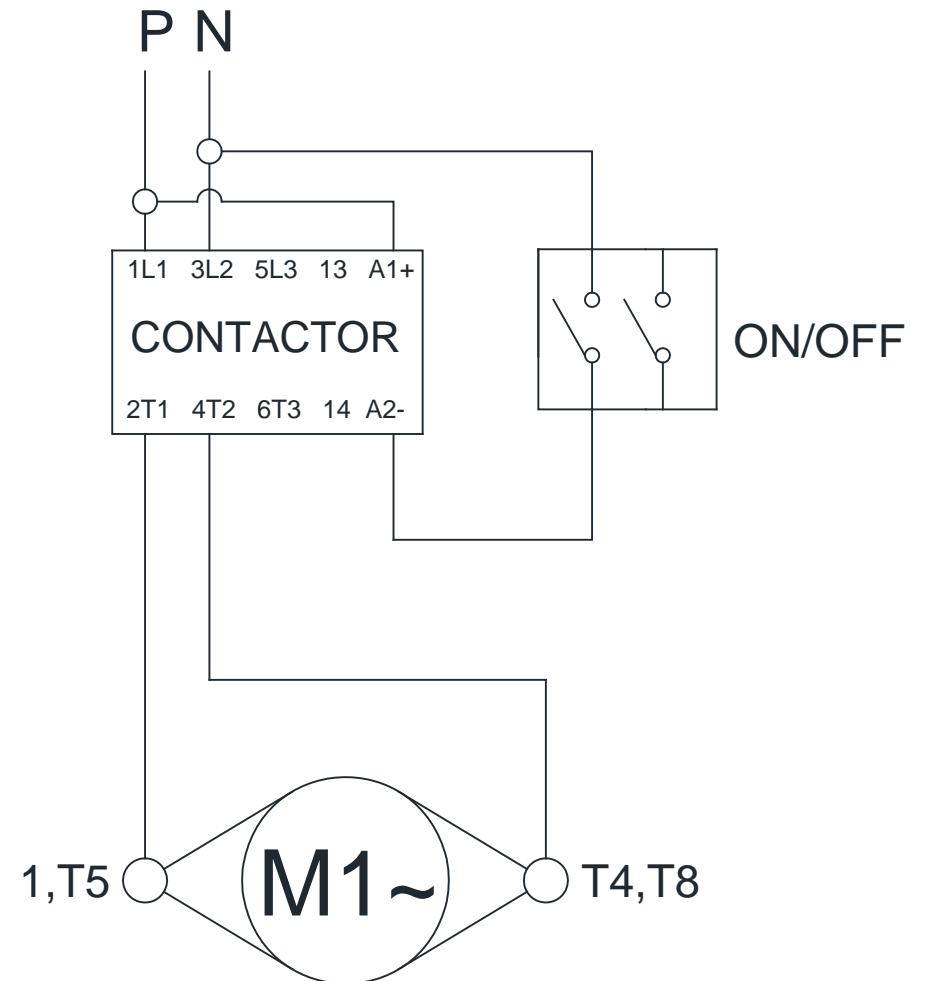 P N
1L1 3L2 5L3 13 A1+
CONTACTOR
ON/OFF
2T1 4T2 6T3 14 A2-
1,T5
M1~
T4,T8